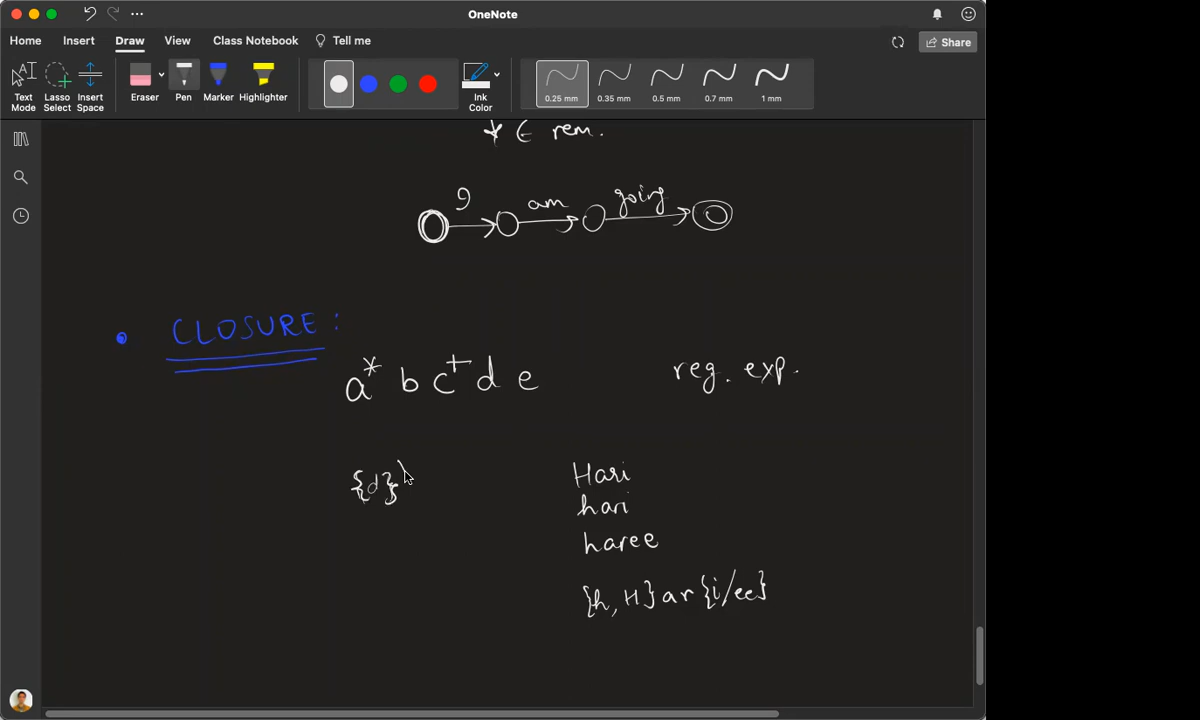 OneNote
Home Insert Draw View Class Notebook Tell me Share
Text Mode Lasso Select Insert Space Eraser Pen Marker Highlighter Ink Color 0.25 mm 0.35 mm 0.5 mm 0.7 mm 1 mm
* ∈ rem.
I am going
CLOSURE:
a* b c+ d e reg. exp.
{d}
Hari
hari
haree
{h, H} a r {i/ee}